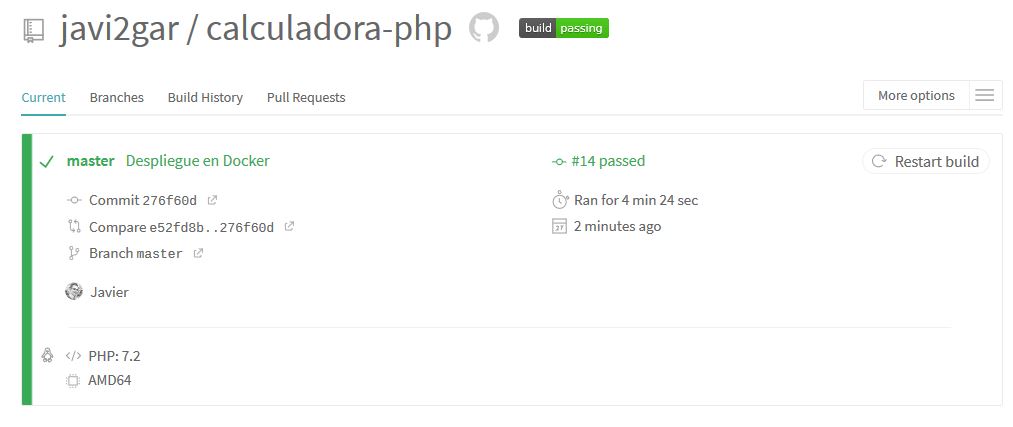 javi2gar / calculadora-php build passing
Current Branches Build History Pull Requests More options
master Despliegue en Docker #14 passed Restart build
Commit 276f60d Ran for 4 min 24 sec
Compare e52fd8b..276f60d 2 minutes ago
Branch master
Javier
PHP: 7.2
AMD64